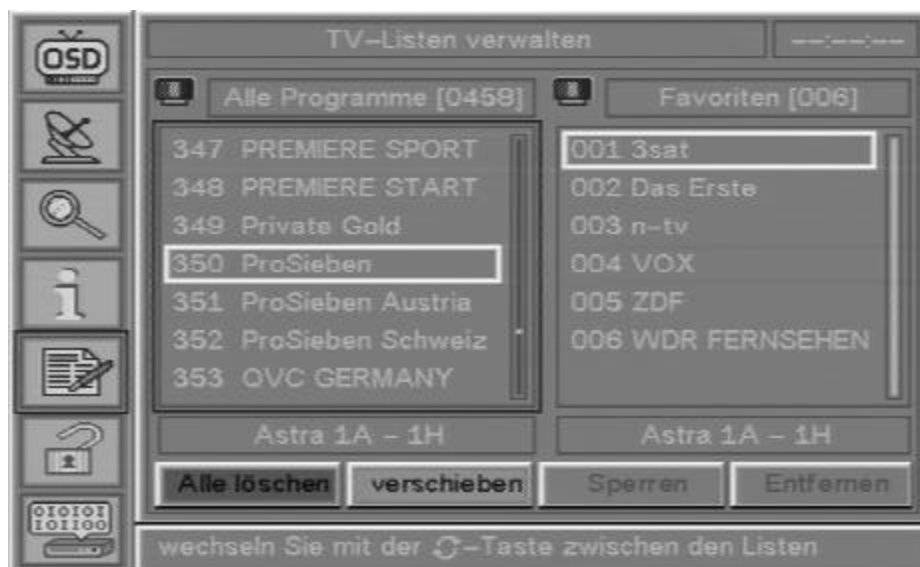 OSD
TV-Listen verwalten
--:--:--
Alle Programme [0458]
347 PREMIERE SPORT
348 PREMIERE START
349 Private Gold
350 ProSieben
351 ProSieben Austria
352 ProSieben Schweiz
353 QVC GERMANY
Astra 1A - 1H
Favoriten [006]
001 3sat
002 Das Erste
003 n-tv
004 VOX
005 ZDF
006 WDR FERNSEHEN
Astra 1A - 1H
Alle löschen verschieben Sperren Entfernen
OIOIOI
IOIIOO
wechseln Sie mit der -Taste zwischen den Listen